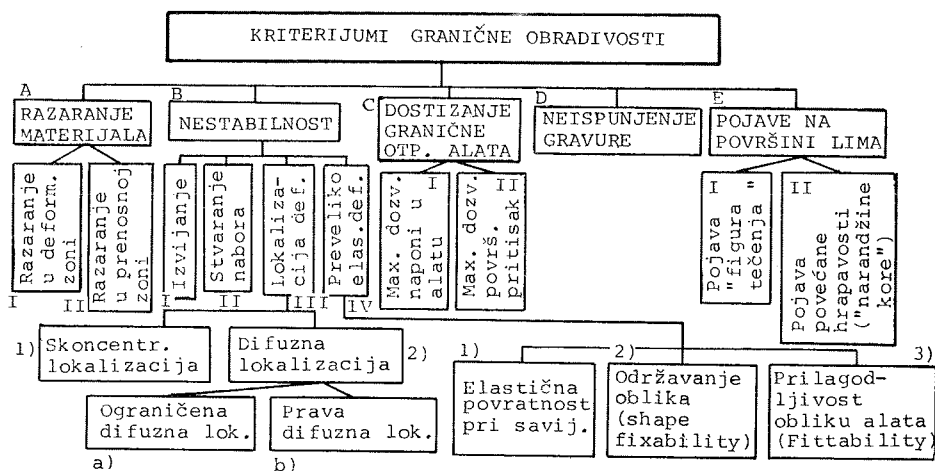 KRITERIJUMI GRANIČNE OBRADIVOSTI
A
RAZARANJE
MATERIJALA
B
NESTABILNOST
C
DOSTIZANJE
GRANIČNE
OTP. ALATA
D
NEISPUNJENJE
GRAVURE
E
POJAVE NA
POVRŠINI LIMA
Razaranje
u deform.
zoni
I
Razaranje
u prenosnoj
zoni
II
Izvijanje
I
Stvaranje
nabora
II
Lokaliza-
cija def.
III
Preveliko
elas.def.
IV
Max. dozv.
naponi u
alatu
I
Max. dozv.
površ.
pritisak
II
I
Pojava
"figura "
tečenja"
II
Pojava
povećane
hrapavosti
("narandžine
kore")
1)
Skoncentr.
lokalizacija
Difuzna
lokalizacija
2)
Ograničena
difuzna lok.
a)
Prava
difuzna lok.
b)
1)
Elastična
povratnost
pri savij.
2)
Održavanje
oblika
(shape
fixability)
3)
Prilagod-
ljivost
obliku alata
(Fittability)